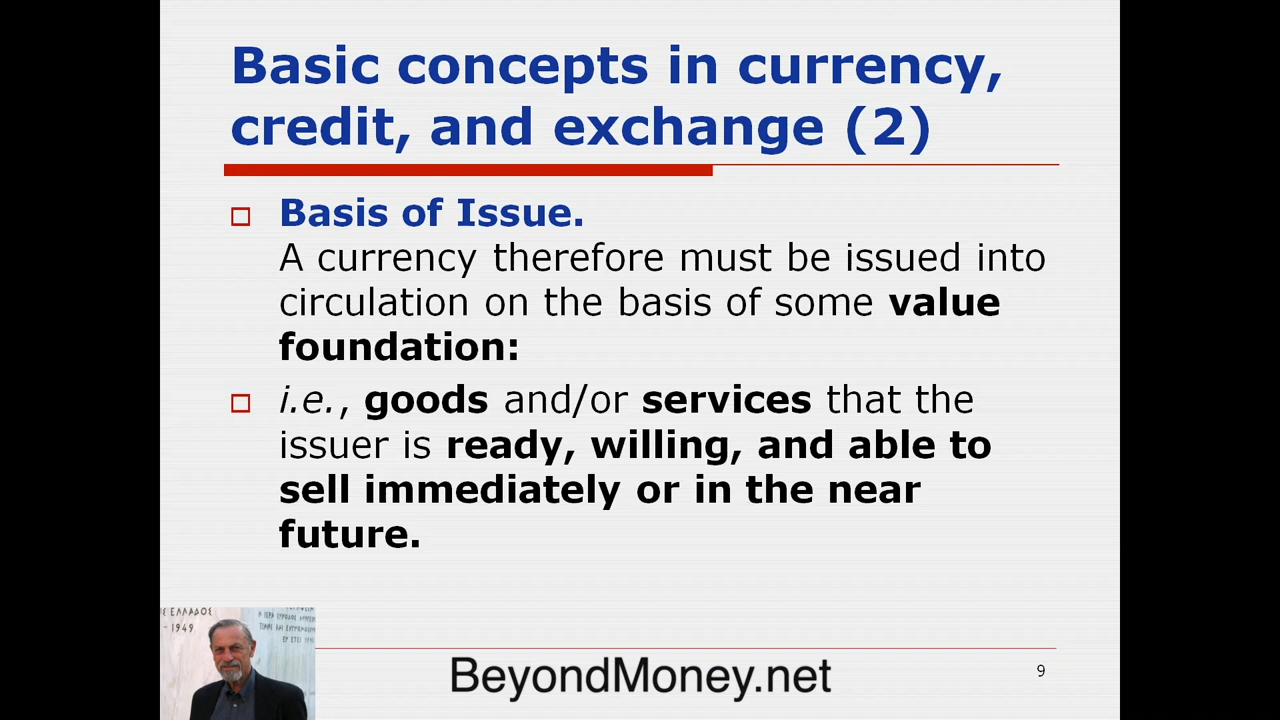 Basic concepts in currency,
credit, and exchange (2)
Basis of Issue.
A currency therefore must be issued into
circulation on the basis of some value
foundation:
i.e., goods and/or services that the
issuer is ready, willing, and able to
sell immediately or in the near
future.
ΕΛΛΑΔΟΣ
- 1949
BeyondMoney.net
9